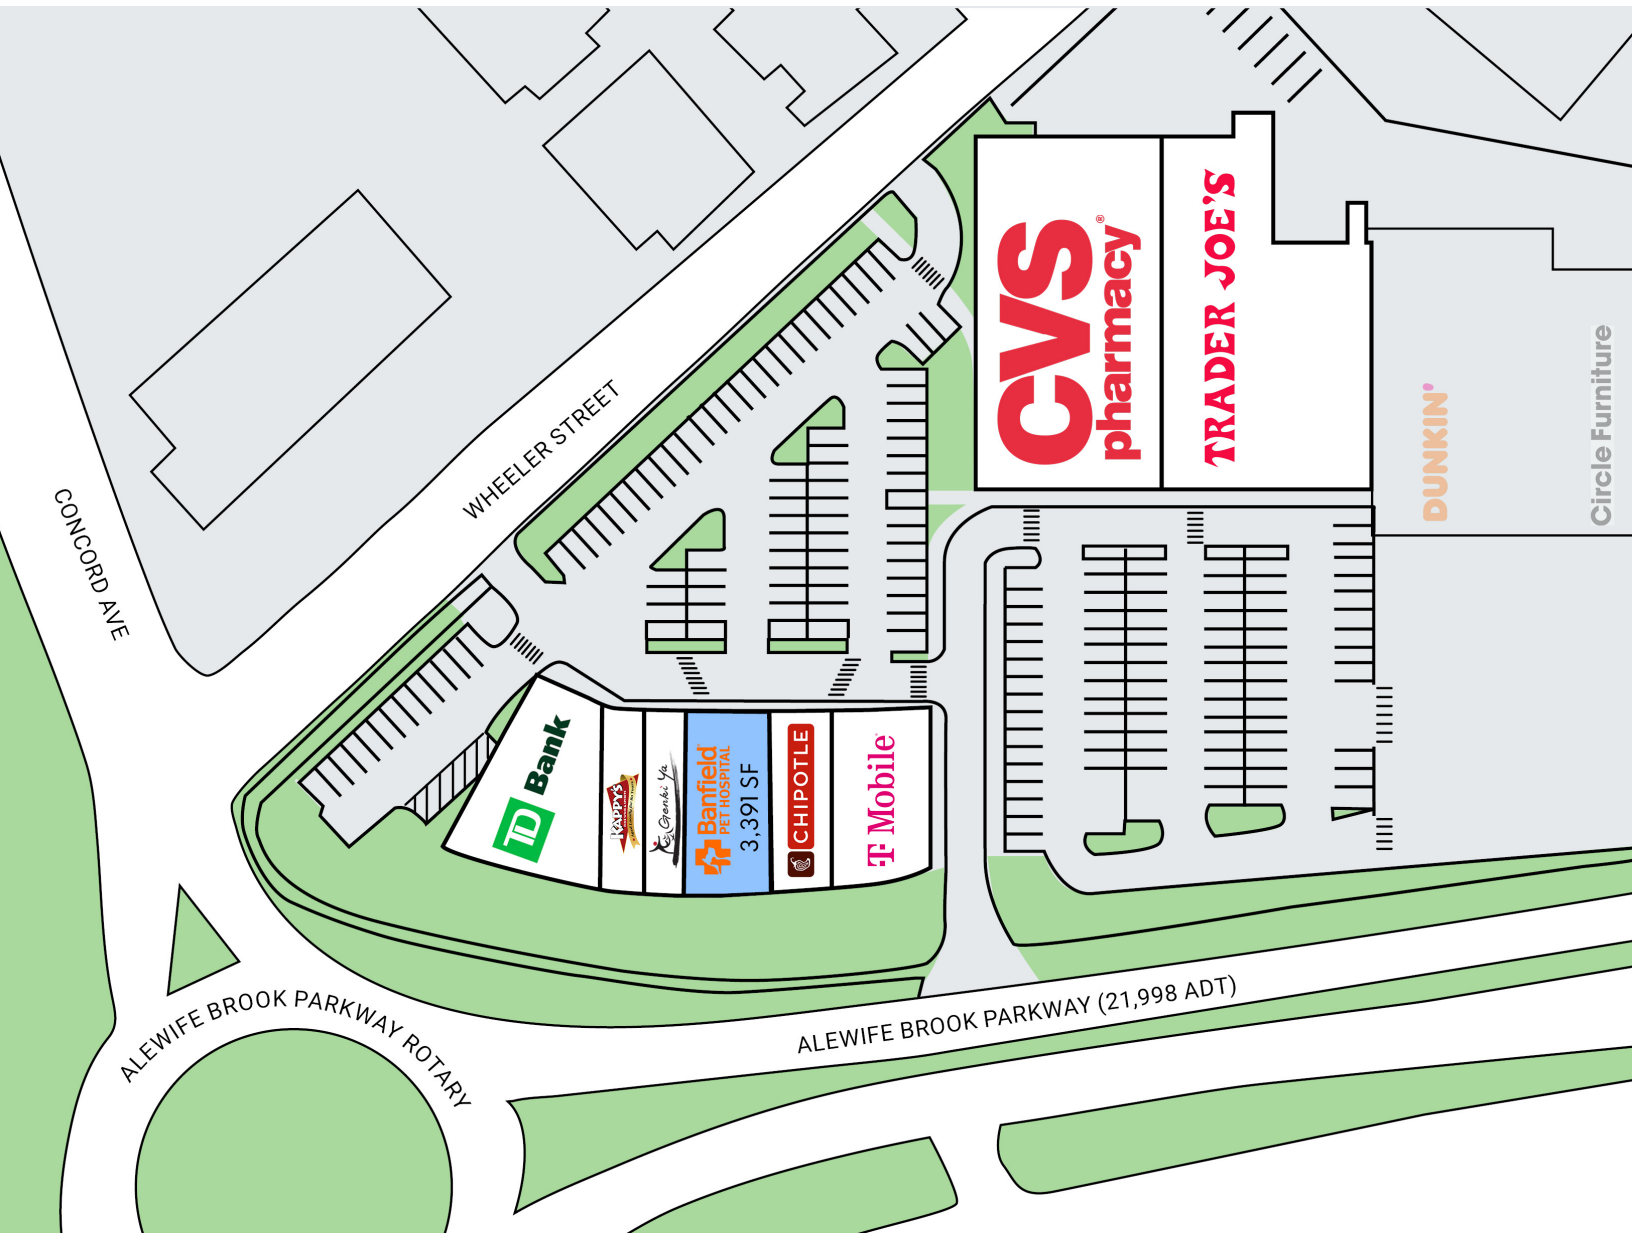 WHEELER STREET
CONCORD AVE
CVS
pharmacy®
TRADER JOE'S
DUNKIN'
Circle Furniture
TD Bank
KAPPY'S
Genki Ya
Banfield
PET HOSPITAL
3,391 SF
CHIPOTLE
T Mobile
ALEWIFE BROOK PARKWAY (21,998 ADT)
ALEWIFE BROOK PARKWAY ROTARY